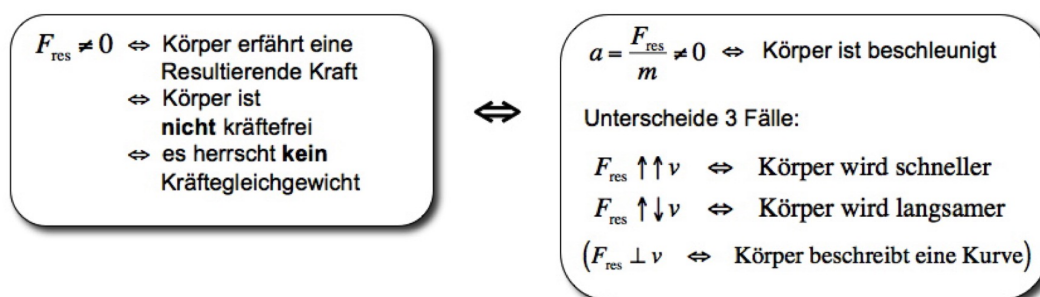 F_res ≠ 0 ⇔ Körper erfährt eine
Resultierende Kraft
⇔ Körper ist
nicht kräftefrei
⇔ es herrscht kein
Kräftegleichgewicht
⇔
a = F_res / m ≠ 0 ⇔ Körper ist beschleunigt
Unterscheide 3 Fälle:
F_res ↑↑ v ⇔ Körper wird schneller
F_res ↑↓ v ⇔ Körper wird langsamer
(F_res ⊥ v ⇔ Körper beschreibt eine Kurve)